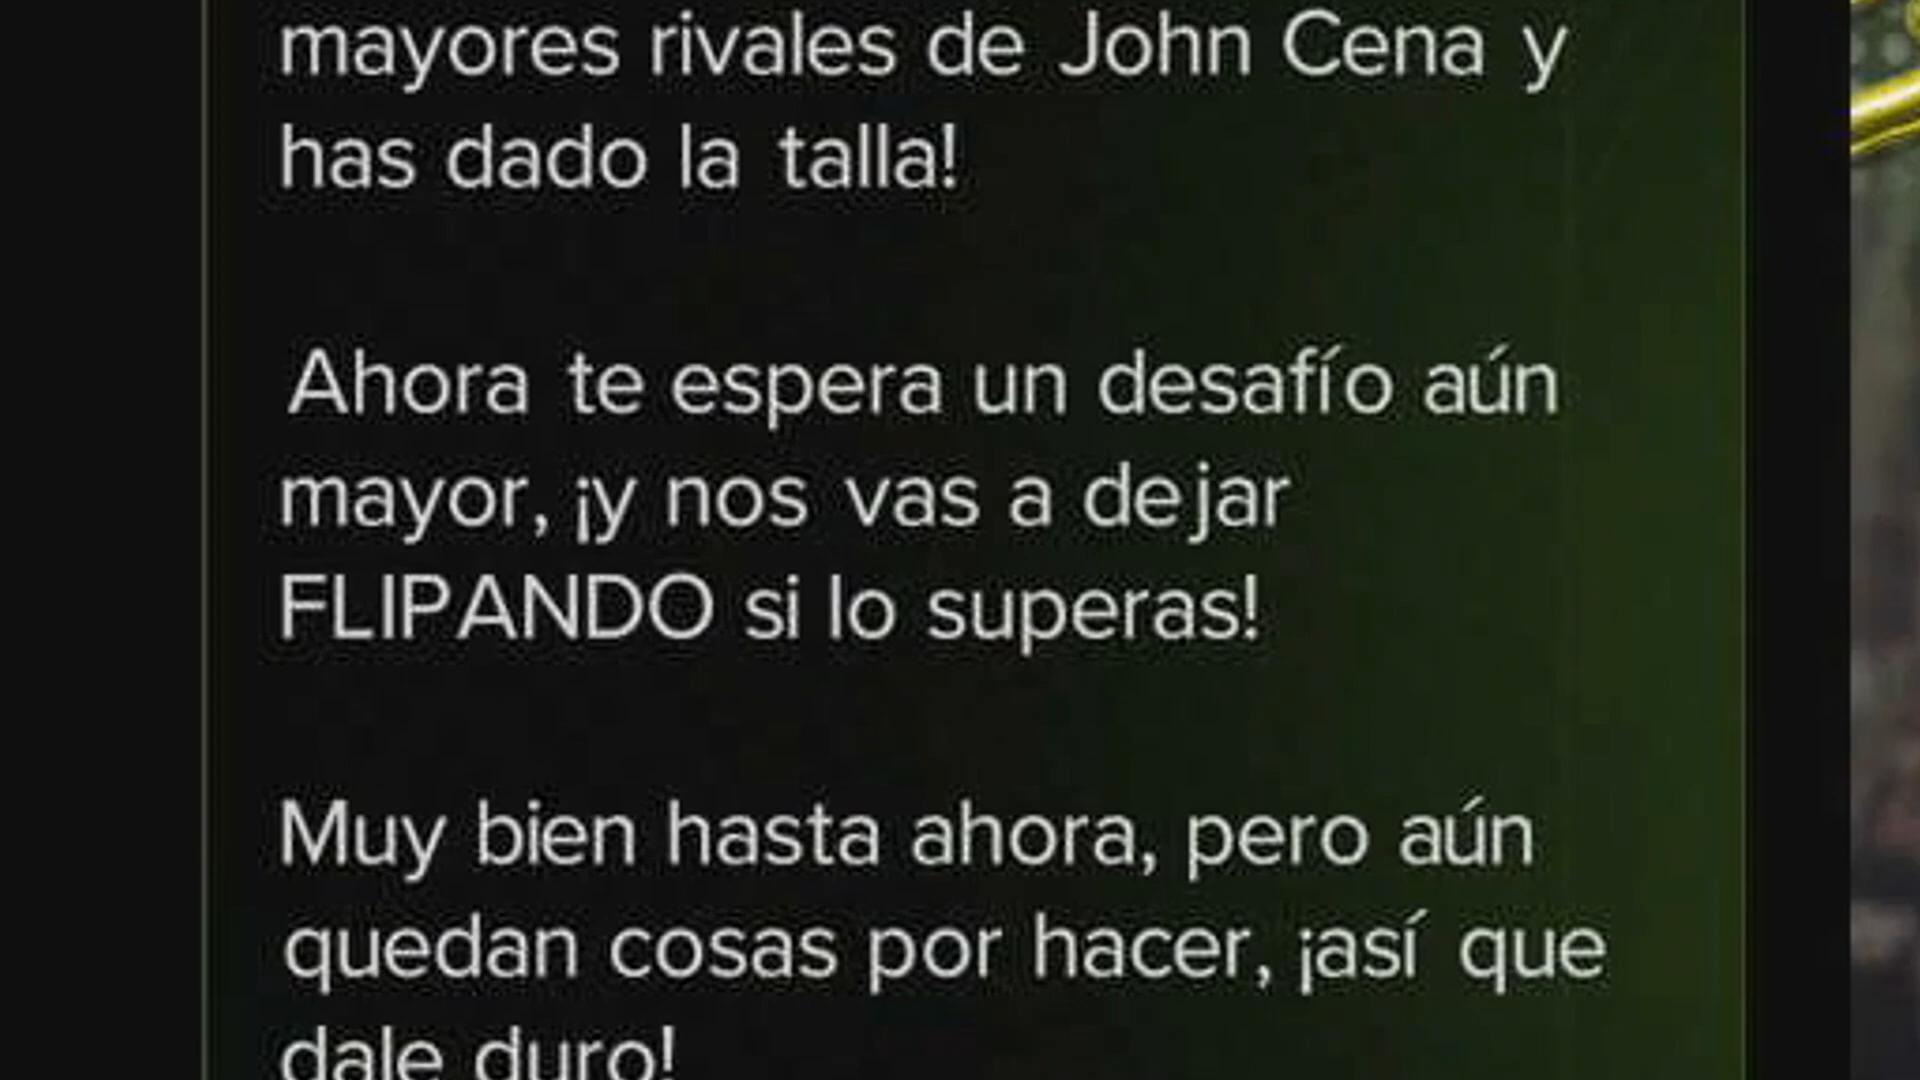 mayores rivales de John Cena y
has dado la talla!
Ahora te espera un desafío aún
mayor, ¡y nos vas a dejar
FLIPANDO si lo superas!
Muy bien hasta ahora, pero aún
quedan cosas por hacer, ¡así que
dale duro!